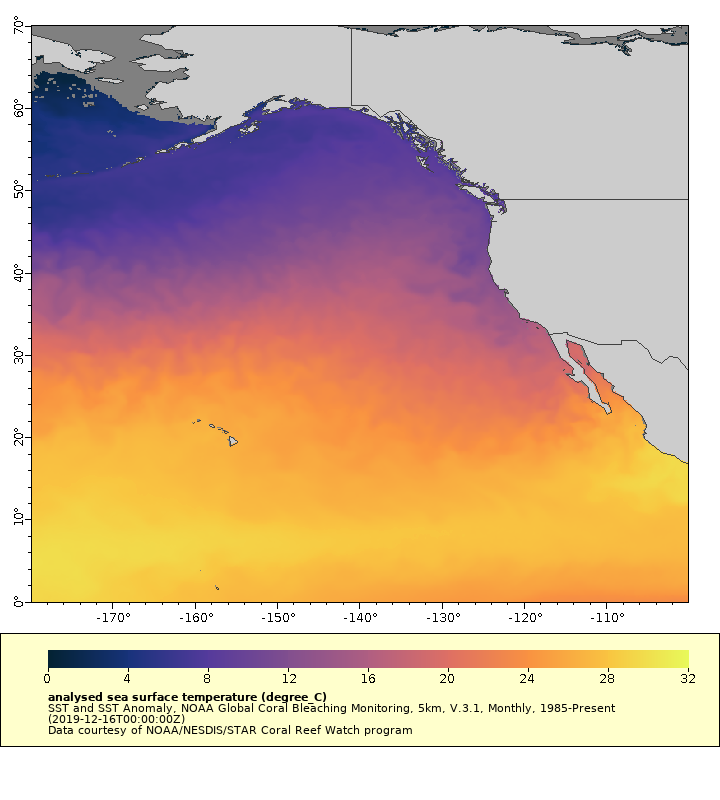 70°
60°
50°
40°
30°
20°
10°
0°
-170° -160° -150° -140° -130° -120° -110°
0 4 8 12 16 20 24 28 32
analysed sea surface temperature (degree_C)
SST and SST Anomaly, NOAA Global Coral Bleaching Monitoring, 5km, V.3.1, Monthly, 1985-Present
(2019-12-16T00:00:00Z)
Data courtesy of NOAA/NESDIS/STAR Coral Reef Watch program